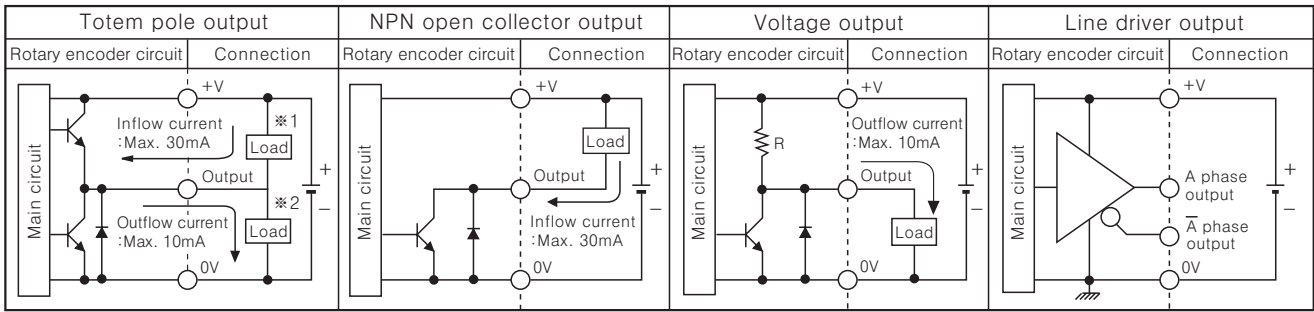 Totem pole output
Rotary encoder circuit
Connection
Main circuit
+V
Inflow current
:Max. 30mA
※1
Load
Output
※2
Outflow current
:Max. 10mA
Load
0V
+
−
NPN open collector output
Rotary encoder circuit
Connection
Main circuit
+V
Load
Output
Inflow current
:Max. 30mA
0V
+
−
Voltage output
Rotary encoder circuit
Connection
Main circuit
+V
R
Outflow current
:Max. 10mA
Output
Load
0V
+
−
Line driver output
Rotary encoder circuit
Connection
Main circuit
+V
A phase
output
A̅ phase
output
0V
+
−